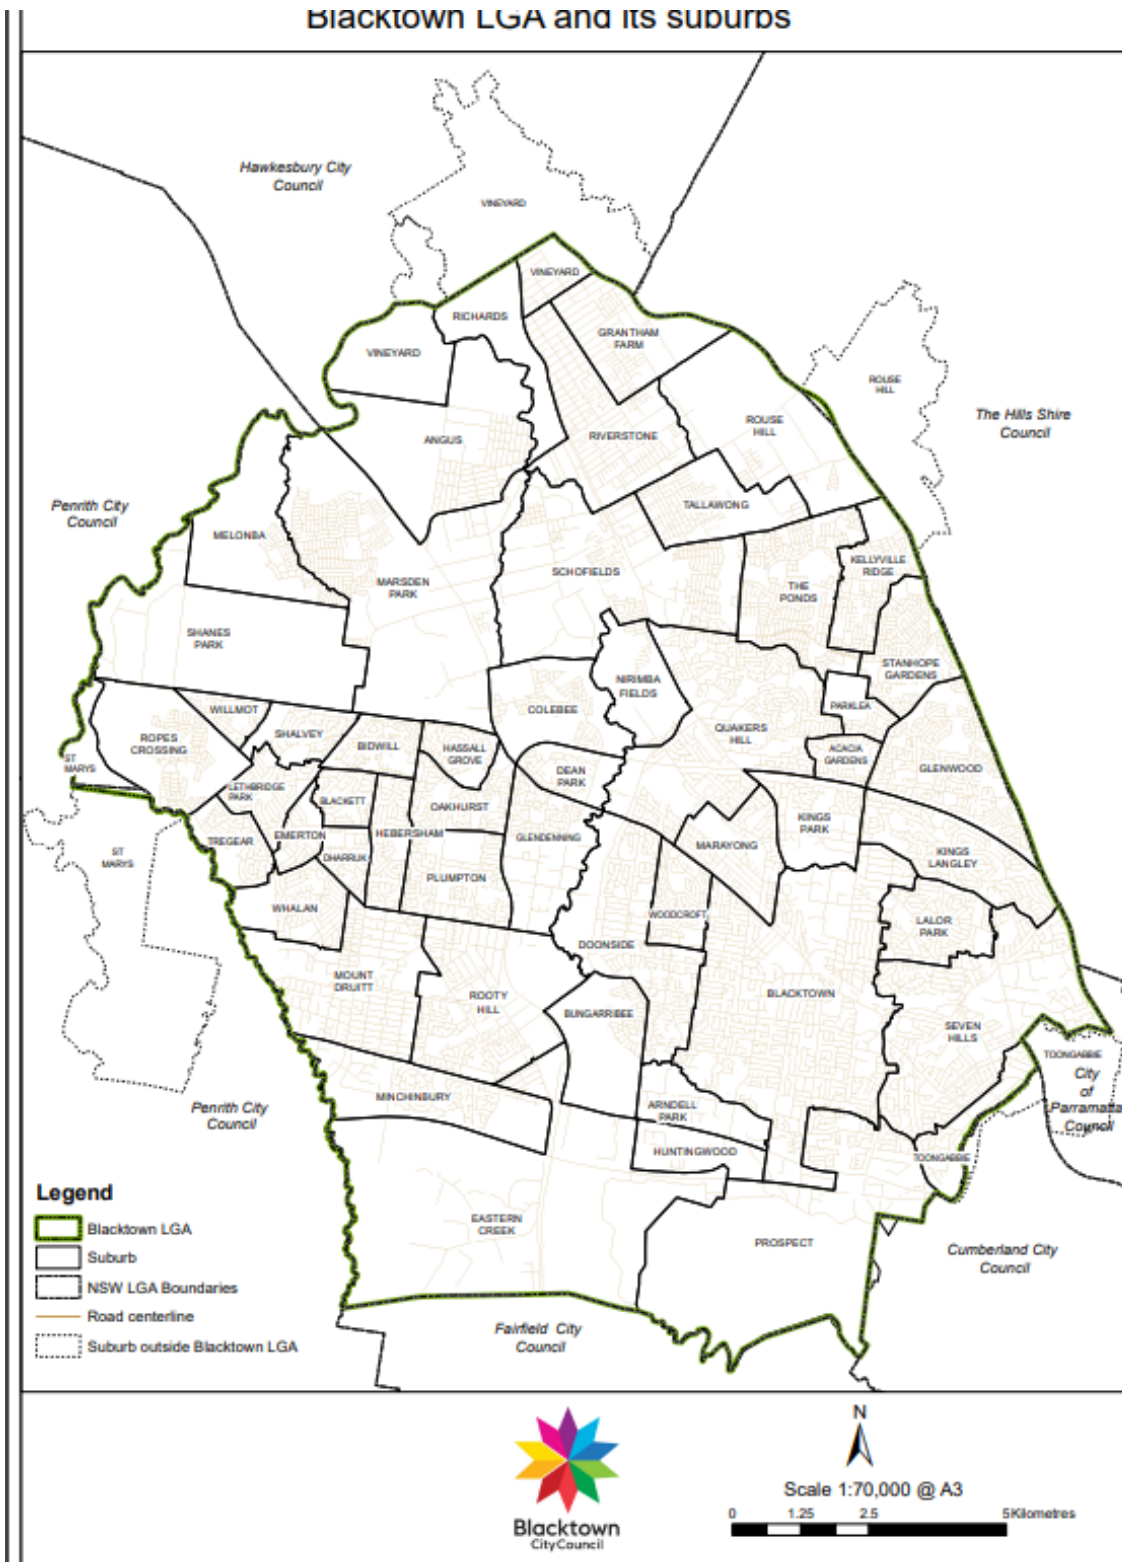 Blacktown LGA and its suburbs
Hawkesbury City
Council
VINEYARD
VINEYARD
RICHARDS
GRANTHAM
FARM
VINEYARD
ROUSE
HILL
The Hills Shire
Council
ANGUS
RIVERSTONE
ROUSE
HILL
Penrith City
Council
TALLAWONG
MELONBA
MARSDEN
PARK
SCHOFIELDS
KELLYVILLE
RIDGE
THE
PONDS
SHANES
PARK
STANHOPE
GARDENS
NIRIMBA
FIELDS
WILLMOT
COLEBEE
PARKLEA
ROPES
CROSSING
SHALVEY
BIDWILL
HASSALL
GROVE
QUAKERS
HILL
ACACIA
GARDENS
GLENWOOD
ST
MARYS
DEAN
PARK
LETHBRIDGE
PARK
BLACKETT
OAKHURST
KINGS
PARK
TREGEAR
EMERTON
HEBERSHAM
GLENDENNING
MARAYONG
KINGS
LANGLEY
ST
MARYS
DHARRUK
PLUMPTON
WHALAN
WOODCROFT
LALOR
PARK
DOONSIDE
MOUNT
DRUITT
ROOTY
HILL
BLACKTOWN
BUNGARRIBEE
SEVEN
HILLS
TOONGABBIE
City
of
Parramatta
Council
Penrith City
Council
MINCHINBURY
ARNDELL
PARK
HUNTINGWOOD
TOONGABBIE
EASTERN
CREEK
PROSPECT
Cumberland City
Council
Fairfield City
Council
Legend
Blacktown LGA
Suburb
NSW LGA Boundaries
Road centerline
Suburb outside Blacktown LGA
Blacktown
City Council
N
Scale 1:70,000 @ A3
0 1.25 2.5 5 Kilometres